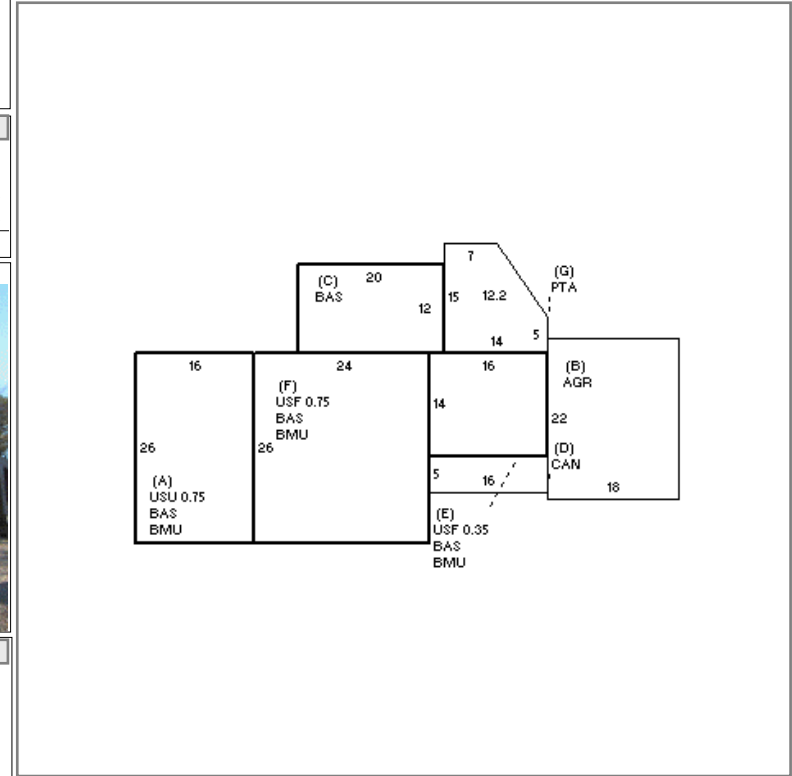 7
(G)
PTA
(C)
BAS
20
12
15
12.2
5
14
16
24
16
(B)
AGR
(F)
USF 0.75
BAS
BMU
14
22
26
26
(D)
CAN
(A)
USU 0.75
BAS
BMU
5
16
18
(E)
USF 0.35
BAS
BMU